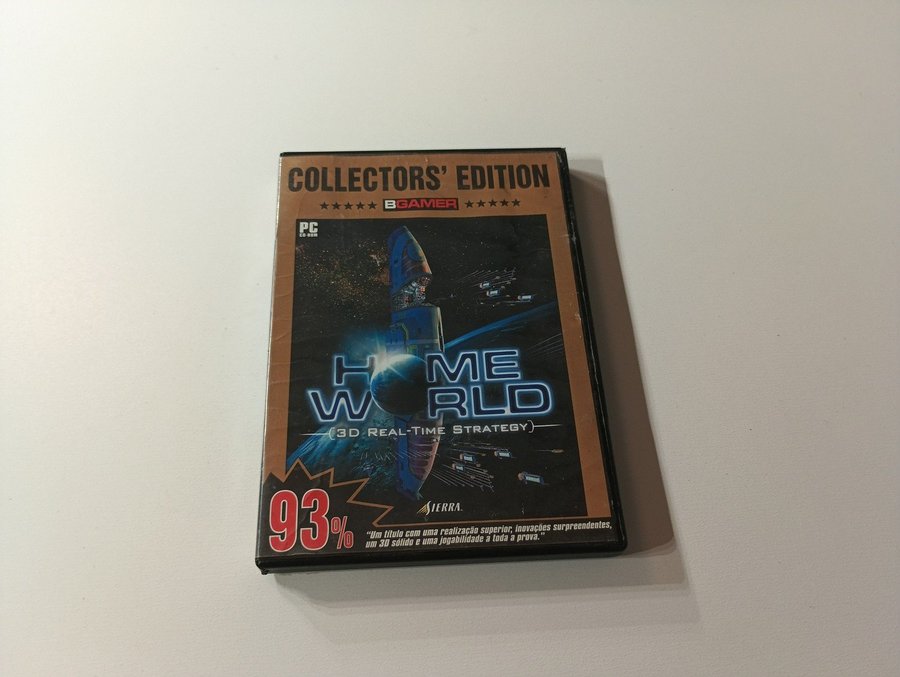 COLLECTORS' EDITION
★★★★★ BGAMER ★★★★★
PC
CD-ROM
HOME
WORLD
(3D REAL-TIME STRATEGY)
SIERRA
93%
"Um título com uma realização superior, inovações surpreendentes,
um 3D sólido e uma jogabilidade a toda a prova."